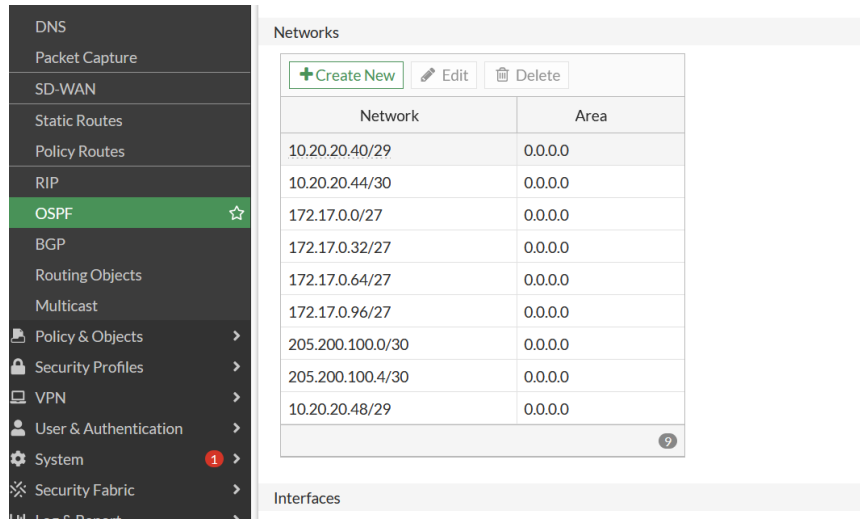 DNS
Packet Capture
SD-WAN
Static Routes
Policy Routes
RIP
OSPF
BGP
Routing Objects
Multicast
Policy & Objects
Security Profiles
VPN
User & Authentication
System 1
Security Fabric
Log & Report
Networks
Create New Edit Delete
Network Area
10.20.20.40/29 0.0.0.0
10.20.20.44/30 0.0.0.0
172.17.0.0/27 0.0.0.0
172.17.0.32/27 0.0.0.0
172.17.0.64/27 0.0.0.0
172.17.0.96/27 0.0.0.0
205.200.100.0/30 0.0.0.0
205.200.100.4/30 0.0.0.0
10.20.20.48/29 0.0.0.0
9
Interfaces